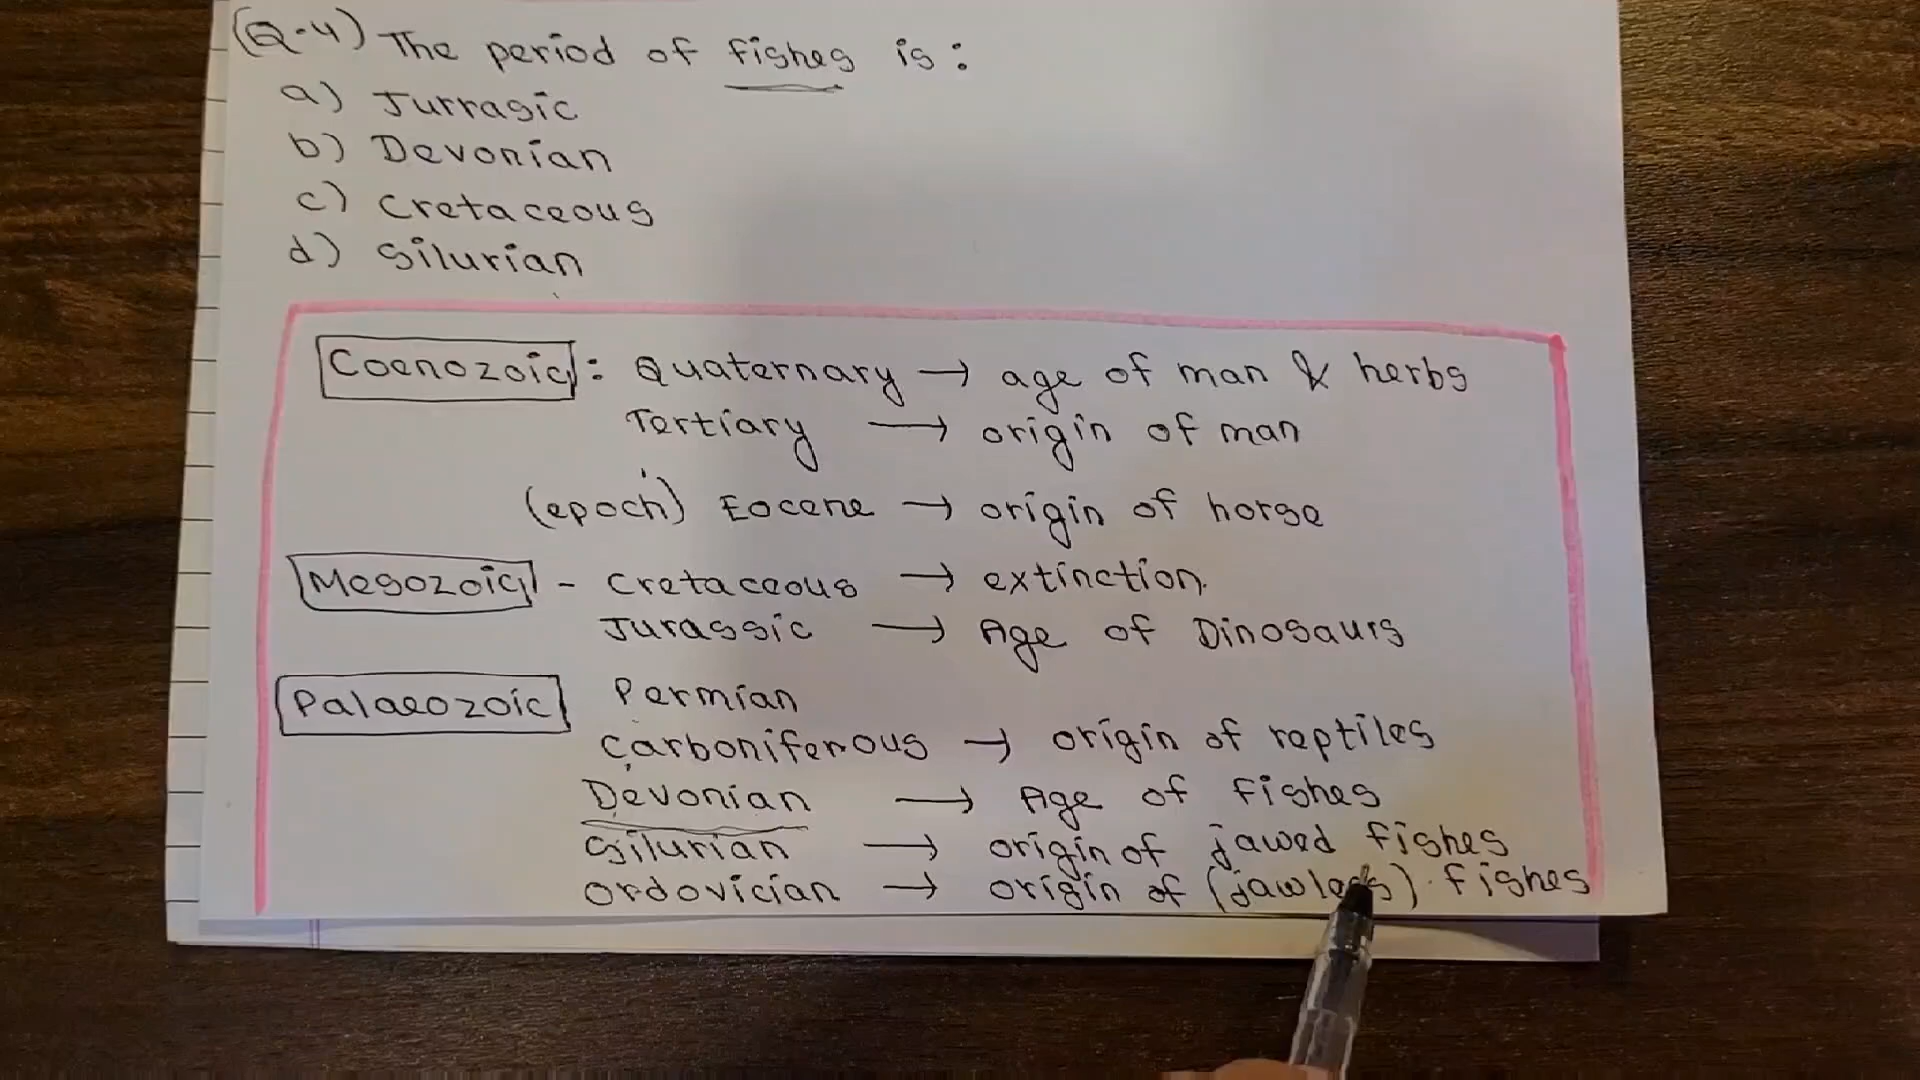 (Q-4) The period of fishes is:
a) Jurrasic
b) Devonian
c) Cretaceous
d) Silurian
Coenozoic: Quaternary → age of man & herbs
Tertiary → origin of man
(epoch) Eocene → origin of horse
Mesozoic - Cretaceous → extinction.
Jurassic → Age of Dinosaurs
Palaeozoic Permian
Carboniferous → origin of reptiles
Devonian → Age of fishes
Silurian → origin of jawed fishes
Ordovician → origin of (jawless) fishes